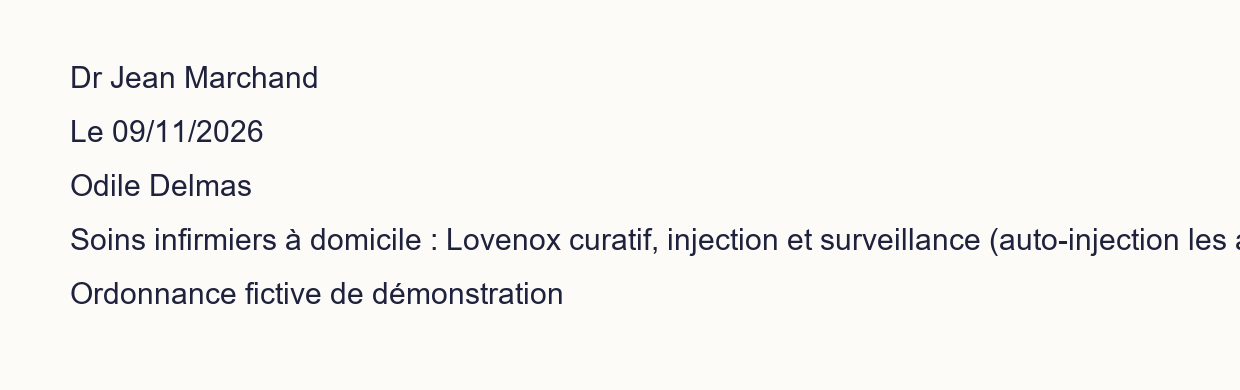 Dr Jean Marchand
Le 09/11/2026
Odile Delmas
Soins infirmiers à domicile : Lovenox curatif, injection et surveillance (auto-injection les
Ordonnance fictive de démonstration